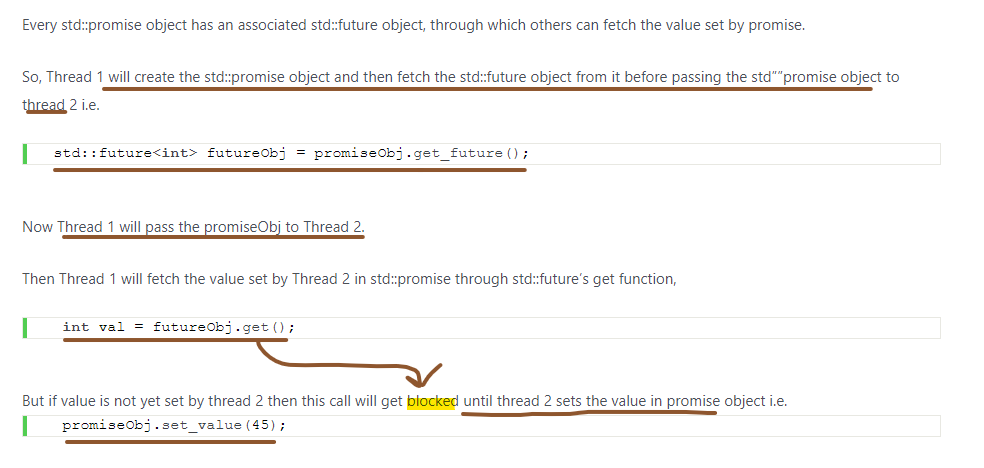 Every std::promise object has an associated std::future object, through which others can fetch the value set by promise.
So, Thread 1 will create the std::promise object and then fetch the std::future object from it before passing the std””promise object to
thread 2 i.e.
std::future<int> futureObj = promiseObj.get_future();
Now Thread 1 will pass the promiseObj to Thread 2.
Then Thread 1 will fetch the value set by Thread 2 in std::promise through std::future’s get function,
int val = futureObj.get();
But if value is not yet set by thread 2 then this call will get blocked until thread 2 sets the value in promise object i.e.
promiseObj.set_value(45);